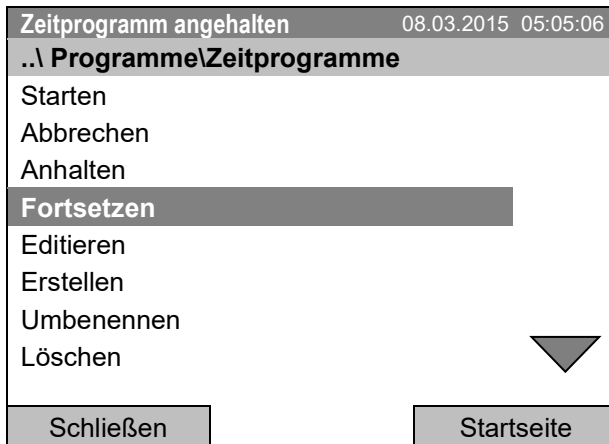 Zeitprogramm angehalten 08.03.2015 05:05:06
..\ Programme\Zeitprogramme
Starten
Abbrechen
Anhalten
Fortsetzen
Editieren
Erstellen
Umbenennen
Löschen
Schließen Startseite